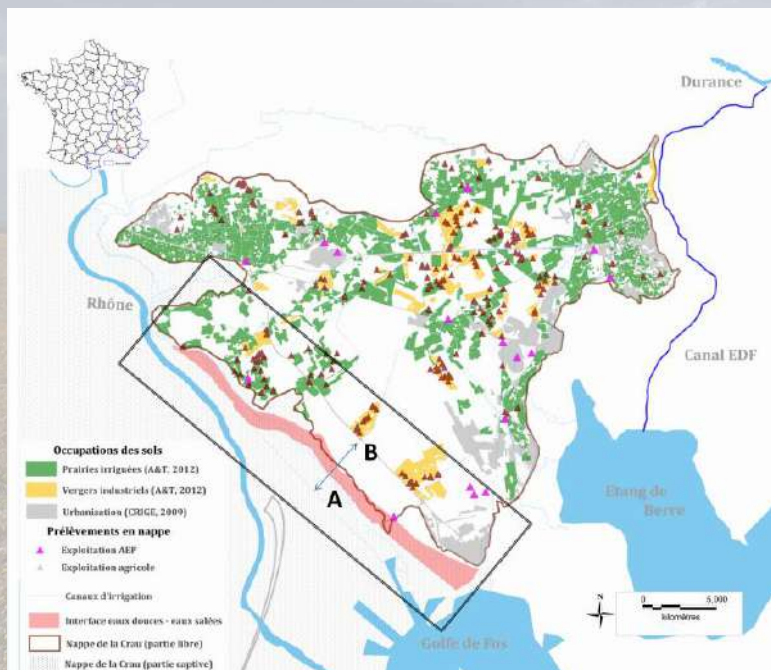 Durance
Rhône
Canal EDF
B
A
Etang de
Berre
Golfe de Fos
Occupations des sols
Prairies irriguées (A&T, 2012)
Vergers industriels (A&T, 2012)
Urbanisation (CRIGE, 2009)
Prélèvements en nappe
Exploitation AEP
Exploitation agricole
Canaux d'irrigation
Interface eaux douces - eaux salées
Nappe de la Crau (partie libre)
Nappe de la Crau (partie captive)
N
0 5,000
kilomètres